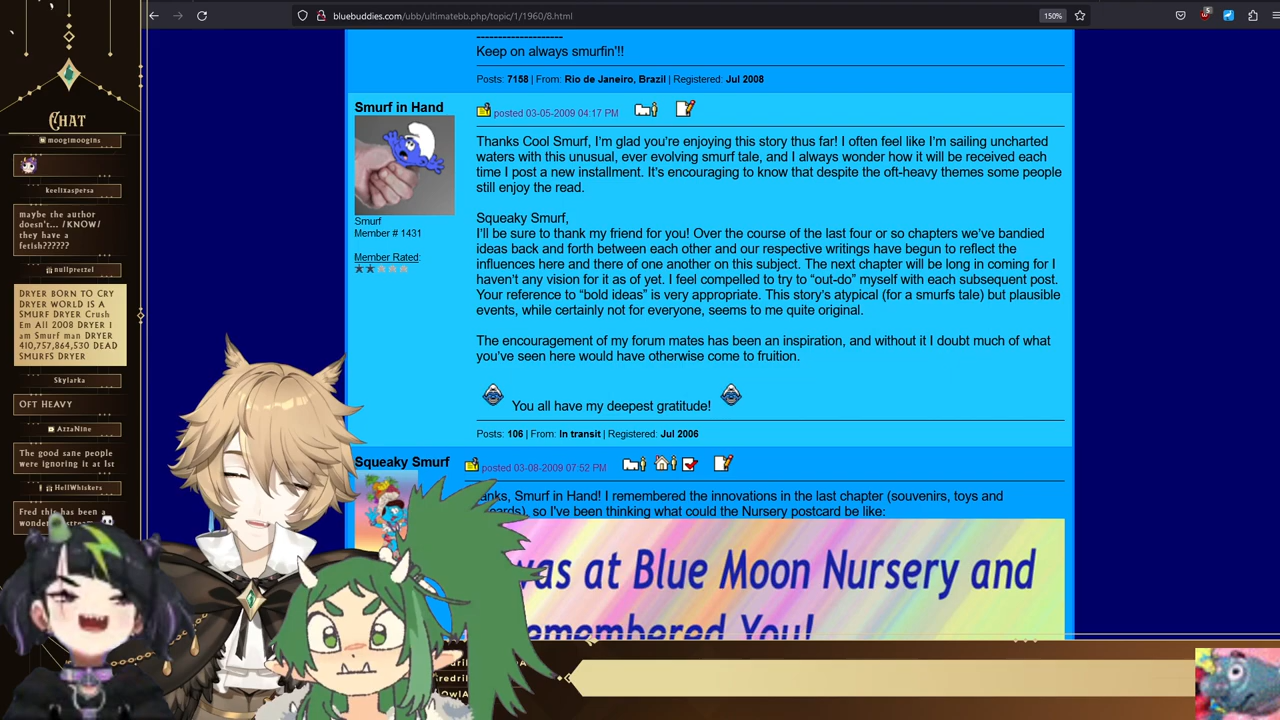 bluebuddies.com/ubb/ultimatebb.php/topic/1/1960/8.html
150%
5
--------------------
Keep on always smurfin'!!
Posts: 7158 | From: Rio de Janeiro, Brazil | Registered: Jul 2008
CHAT
moogimoogins
keelixaspersa
maybe the author
doesn't... /KNOW/
they have a
fetish??????
nullpretzel
DRYER BORN TO CRY
DRYER WORLD IS A
SMURF DRYER Crush
Em All 2008 DRYER I
am Smurf man DRYER
410,757,864,530 DEAD
SMURFS DRYER
Skylarka
OFT HEAVY
AzzaNine
The good sane people
were ignoring it at 1st
HellWhiskers
Fred this has been a
Smurf in Hand
Smurf
Member # 1431
Member Rated:
posted 03-05-2009 04:17 PM
Thanks Cool Smurf, I'm glad you're enjoying this story thus far! I often feel like I'm sailing uncharted
waters with this unusual, ever evolving smurf tale, and I always wonder how it will be received each
time I post a new installment. It's encouraging to know that despite the oft-heavy themes some people
still enjoy the read.
Squeaky Smurf,
I'll be sure to thank my friend for you! Over the course of the last four or so chapters we've bandied
ideas back and forth between each other and our respective writings have begun to reflect the
influences here and there of one another on this subject. The next chapter will be long in coming for I
haven't any vision for it as of yet. I feel compelled to try to “out-do” myself with each subsequent post.
Your reference to “bold ideas” is very appropriate. This story's atypical (for a smurfs tale) but plausible
events, while certainly not for everyone, seems to me quite original.
The encouragement of my forum mates has been an inspiration, and without it I doubt much of what
you've seen here would have otherwise come to fruition.
You all have my deepest gratitude!
Posts: 106 | From: In transit | Registered: Jul 2006
Squeaky Smurf
posted 03-08-2009 07:52 PM
anks, Smurf in Hand! I remembered the innovations in the last chapter (souvenirs, toys and
cards), so I've been thinking what could the Nursery postcard be like:
was at Blue Moon Nursery and
emembered You!